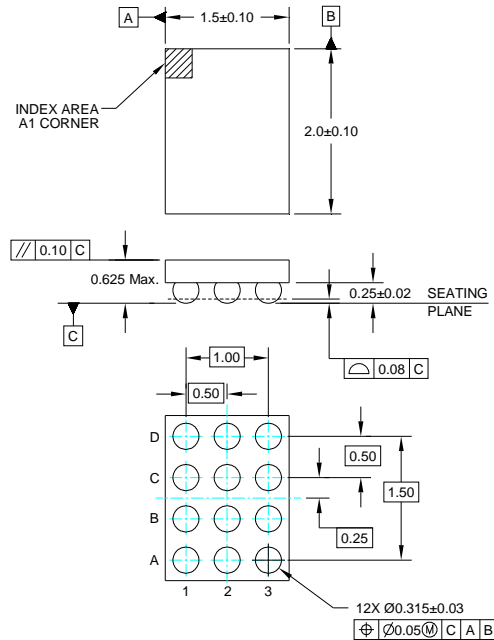 A
1.5±0.10
B
INDEX AREA
A1 CORNER
2.0±0.10
// 0.10 C
0.625 Max.
0.25±0.02
SEATING
PLANE
C
⌓ 0.08 C
1.00
0.50
D
C
B
A
0.50
1.50
0.25
1 2 3
12X Ø0.315±0.03
⌖ Ø0.05Ⓜ C A B